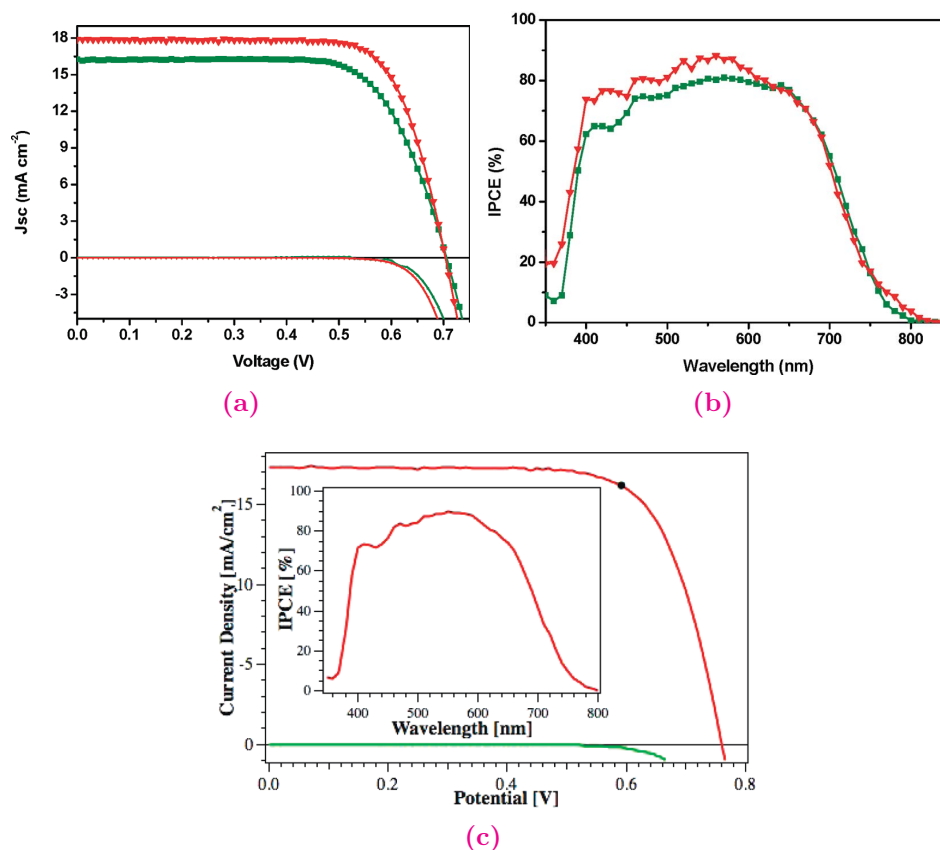 Jsc (mA cm-2)
18
15
12
9
6
3
0
-3
0.0 0.1 0.2 0.3 0.4 0.5 0.6 0.7
Voltage (V)
(a)
IPCE (%)
100
80
60
40
20
0
400 500 600 700 800
Wavelength (nm)
(b)
Current Density [mA/cm2]
15
10
-5
0
0.0 0.2 0.4 0.6 0.8
Potential [V]
IPCE [%]
100
80
60
40
20
0
400 500 600 700 800
Wavelength [nm]
(c)